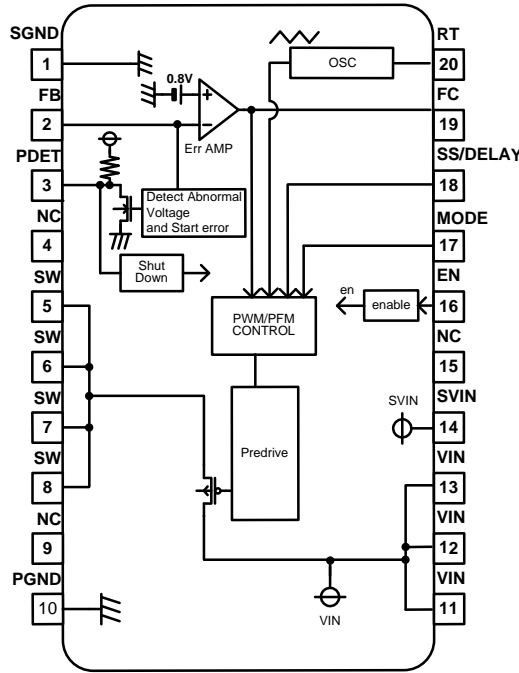 SGND
1
FB
2
PDET
3
NC
4
SW
5
SW
6
SW
7
SW
8
NC
9
PGND
10
0.8V
+
−
Err AMP
OSC
Detect Abnormal
Voltage
and Start error
Shut
Down
PWM/PFM
CONTROL
en
enable
SVIN
Predrive
VIN
RT
20
FC
19
SS/DELAY
18
MODE
17
EN
16
NC
15
SVIN
14
VIN
13
VIN
12
VIN
11